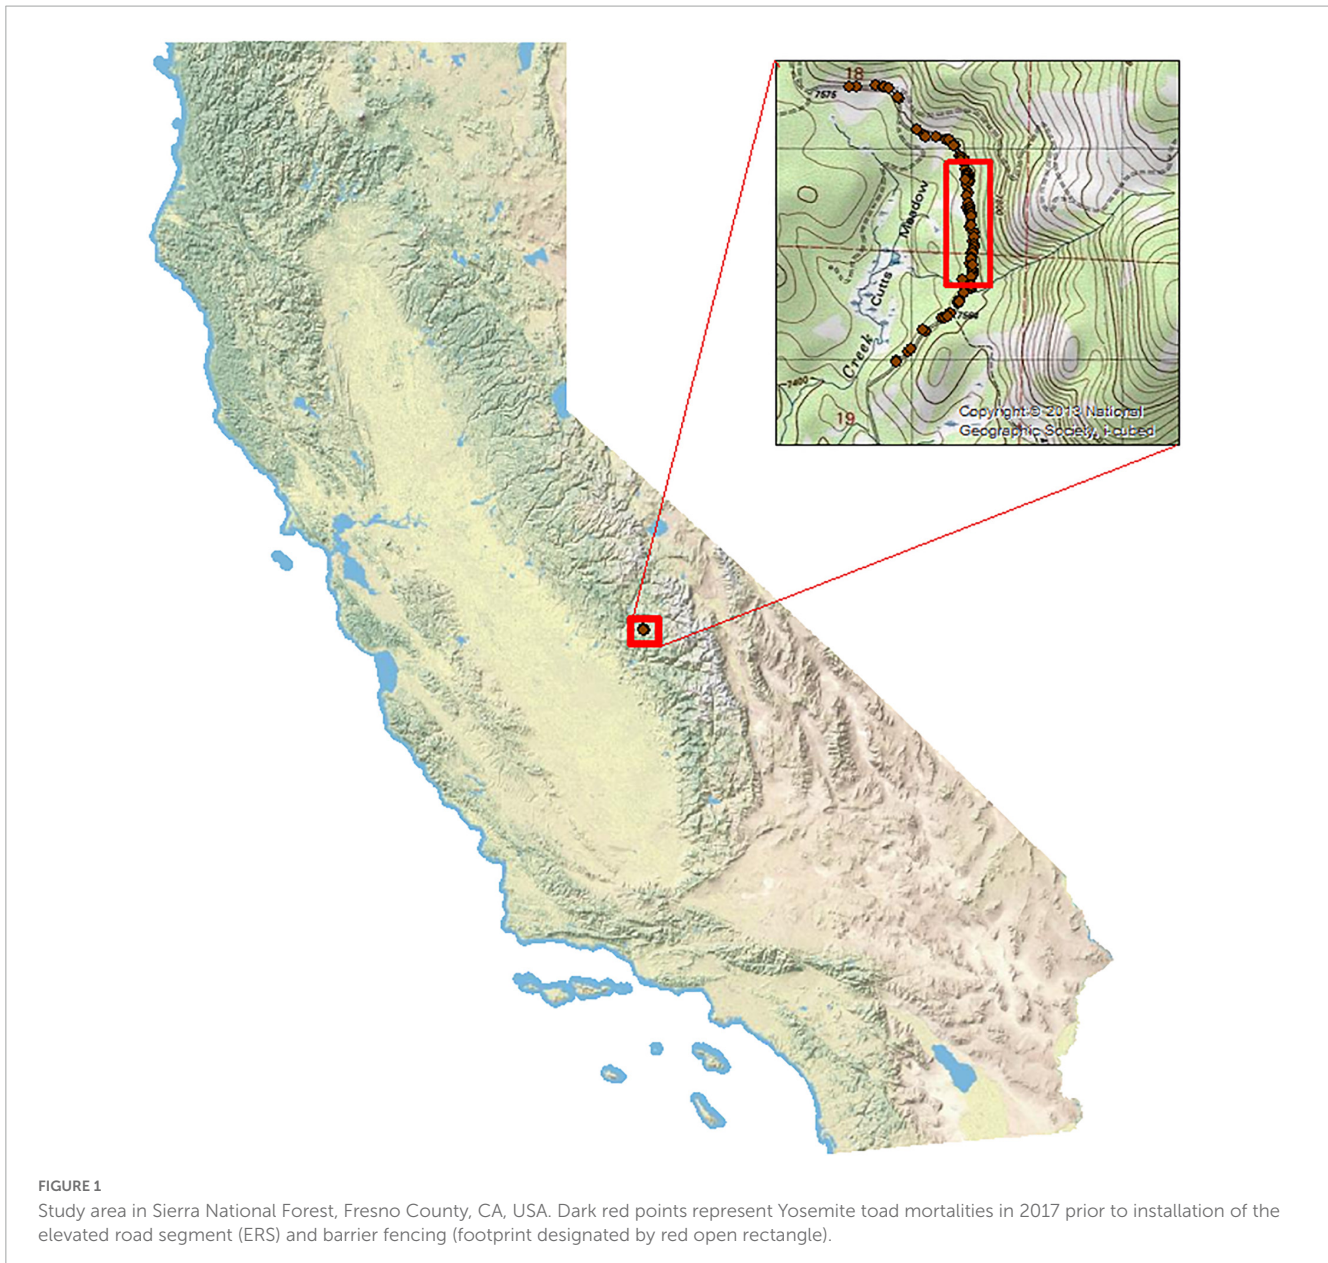 18
7575
7600
Meadow
Cutts
Creek
7400
19
Copyright:© 2013 National
Geographic Society, i-cubed
FIGURE 1
Study area in Sierra National Forest, Fresno County, CA, USA. Dark red points represent Yosemite toad mortalities in 2017 prior to installation of the
elevated road segment (ERS) and barrier fencing (footprint designated by red open rectangle).